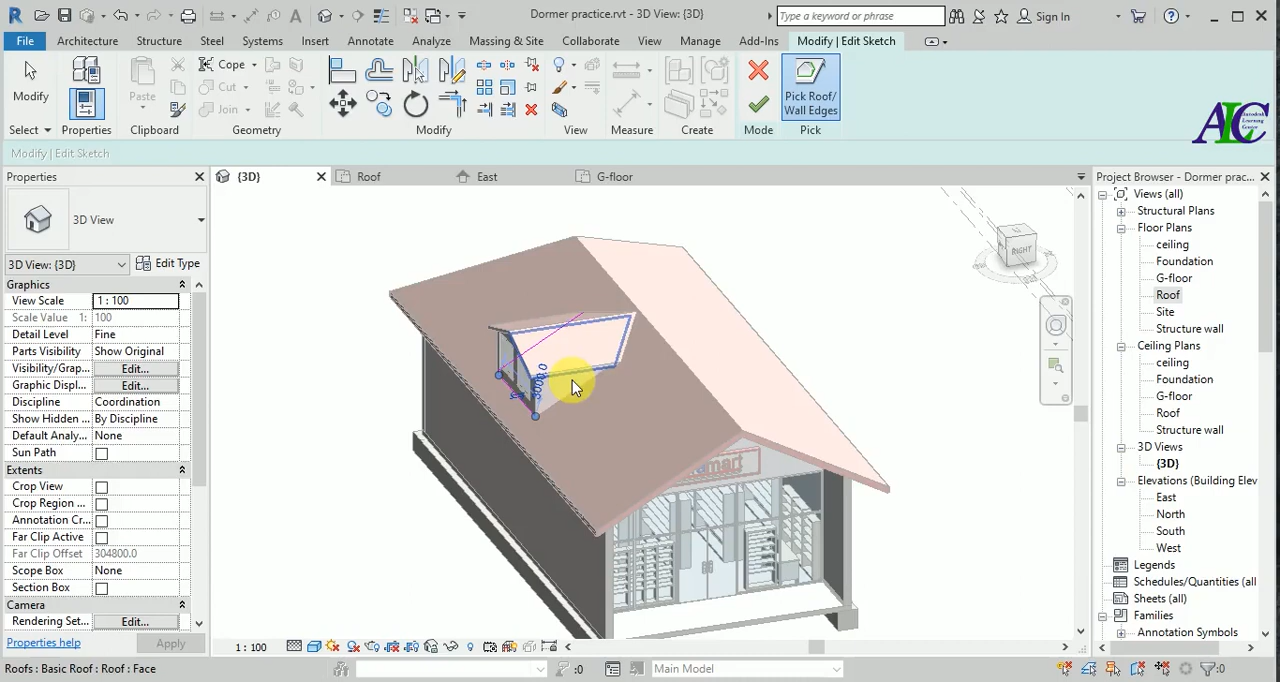 Dormer practice.rvt - 3D View: {3D}
Type a keyword or phrase
Sign In
File
Architecture
Structure
Steel
Systems
Insert
Annotate
Analyze
Massing & Site
Collaborate
View
Manage
Add-Ins
Modify | Edit Sketch
Modify
Paste
Cope
Cut
Join
Pick Roof/
Wall Edges
Select
Properties
Clipboard
Geometry
Modify
View
Measure
Create
Mode
Pick
ALC
Autodesk
Learning
Center
Modify | Edit Sketch
Properties
{3D}
Roof
East
G-floor
Project Browser - Dormer prac...
3D View
3D View: {3D}
Edit Type
Graphics
View Scale 1 : 100
Scale Value 1: 100
Detail Level Fine
Parts Visibility Show Original
Visibility/Grap... Edit...
Graphic Displ... Edit...
Discipline Coordination
Show Hidden ... By Discipline
Default Analy... None
Sun Path
Extents
Crop View
Crop Region ...
Annotation Cr...
Far Clip Active
Far Clip Offset 304800.0
Scope Box None
Section Box
Camera
Rendering Set... Edit...
Properties help
Apply
RIGHT
3000.0
mart
Views (all)
Structural Plans
Floor Plans
ceiling
Foundation
G-floor
Roof
Site
Structure wall
Ceiling Plans
ceiling
Foundation
G-floor
Roof
Structure wall
3D Views
{3D}
Elevations (Building Elev
East
North
South
West
Legends
Schedules/Quantities (all
Sheets (all)
Families
Annotation Symbols
1 : 100
Roofs : Basic Roof : Roof : Face
:0
Main Model
:0